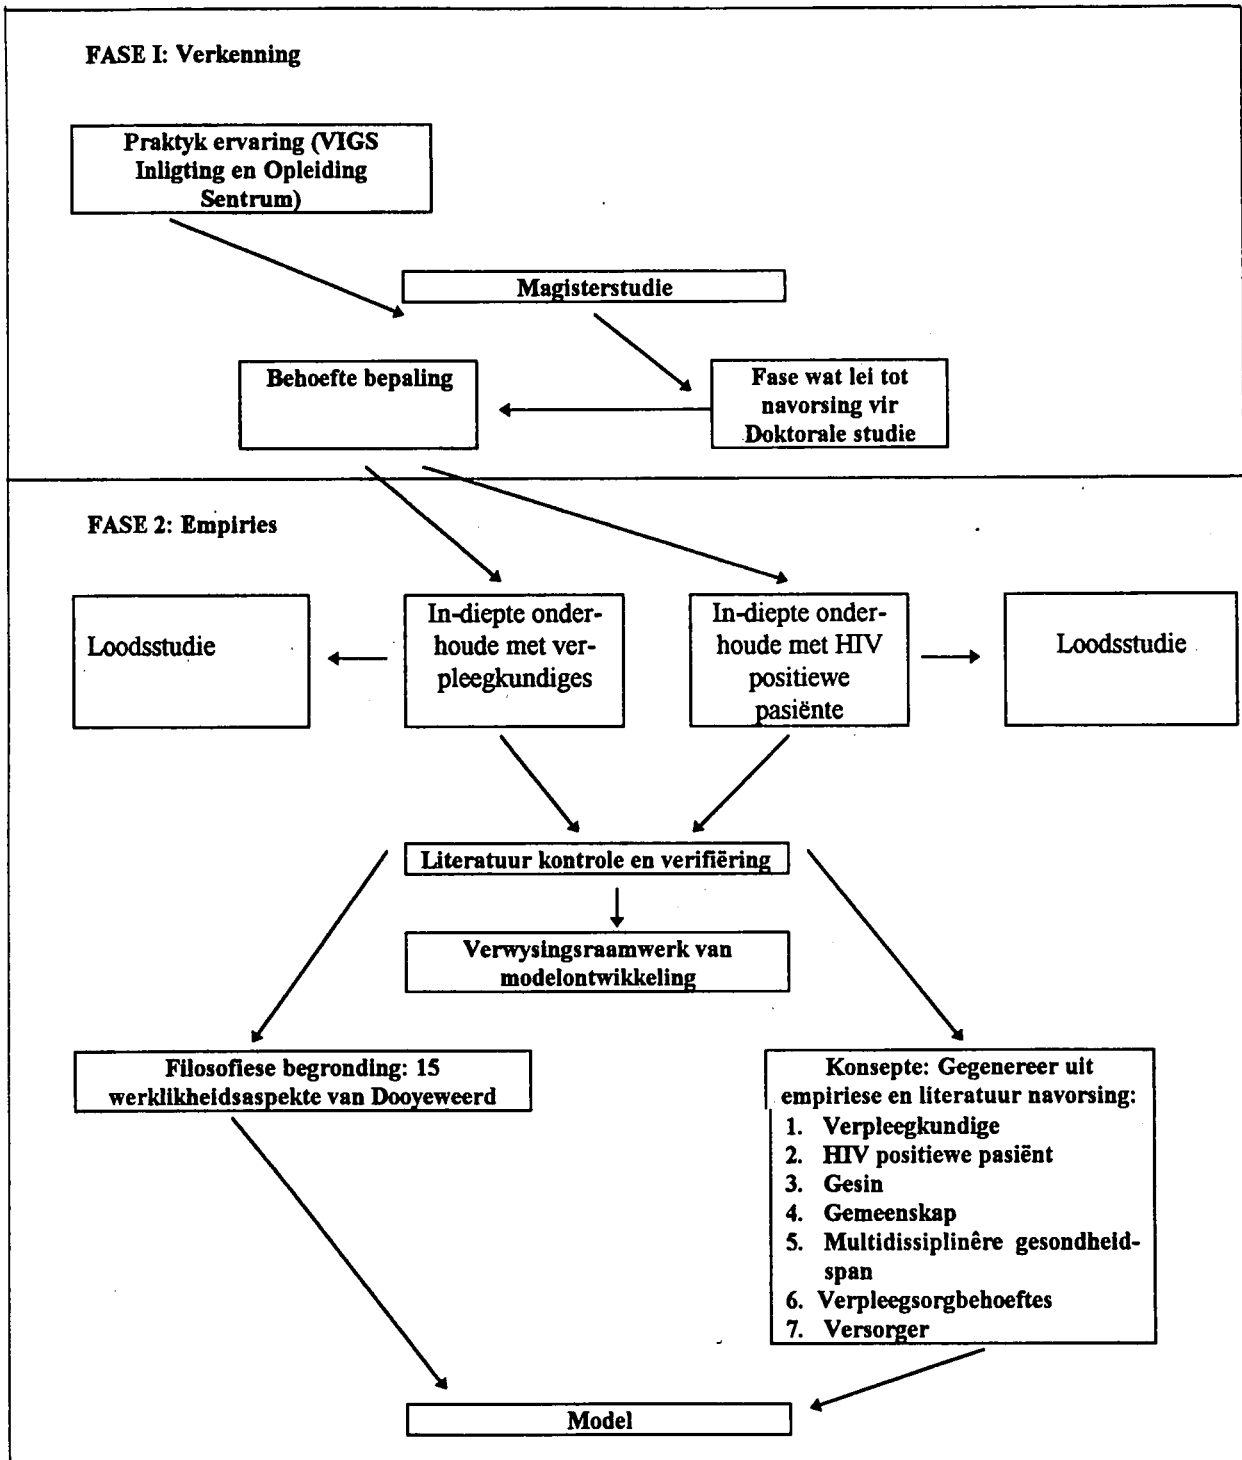 FASE I: Verkenning
Praktyk ervaring (VIGS
Inligting en Opleiding
Sentrum)
Magisterstudie
Behoefte bepaling
Fase wat lei tot
navorsing vir
Doktorale studie
FASE 2: Empiries
Loodsstudie
In-diepte onder-
houde met ver-
pleegkundiges
In-diepte onder-
houde met HIV
positiewe
pasiënte
Loodsstudie
Literatuur kontrole en verifiëring
Verwysingsraamwerk van
modelontwikkeling
Filosofiese begronding: 15
werklikheidsaspekte van Dooyeweerd
Konsepte: Gegenereer uit
empiriese en literatuur navorsing:
1. Verpleegkundige
2. HIV positiewe pasiënt
3. Gesin
4. Gemeenskap
5. Multidissiplinêre gesondheid-
span
6. Verpleegsorgbehoeftes
7. Versorger
Model